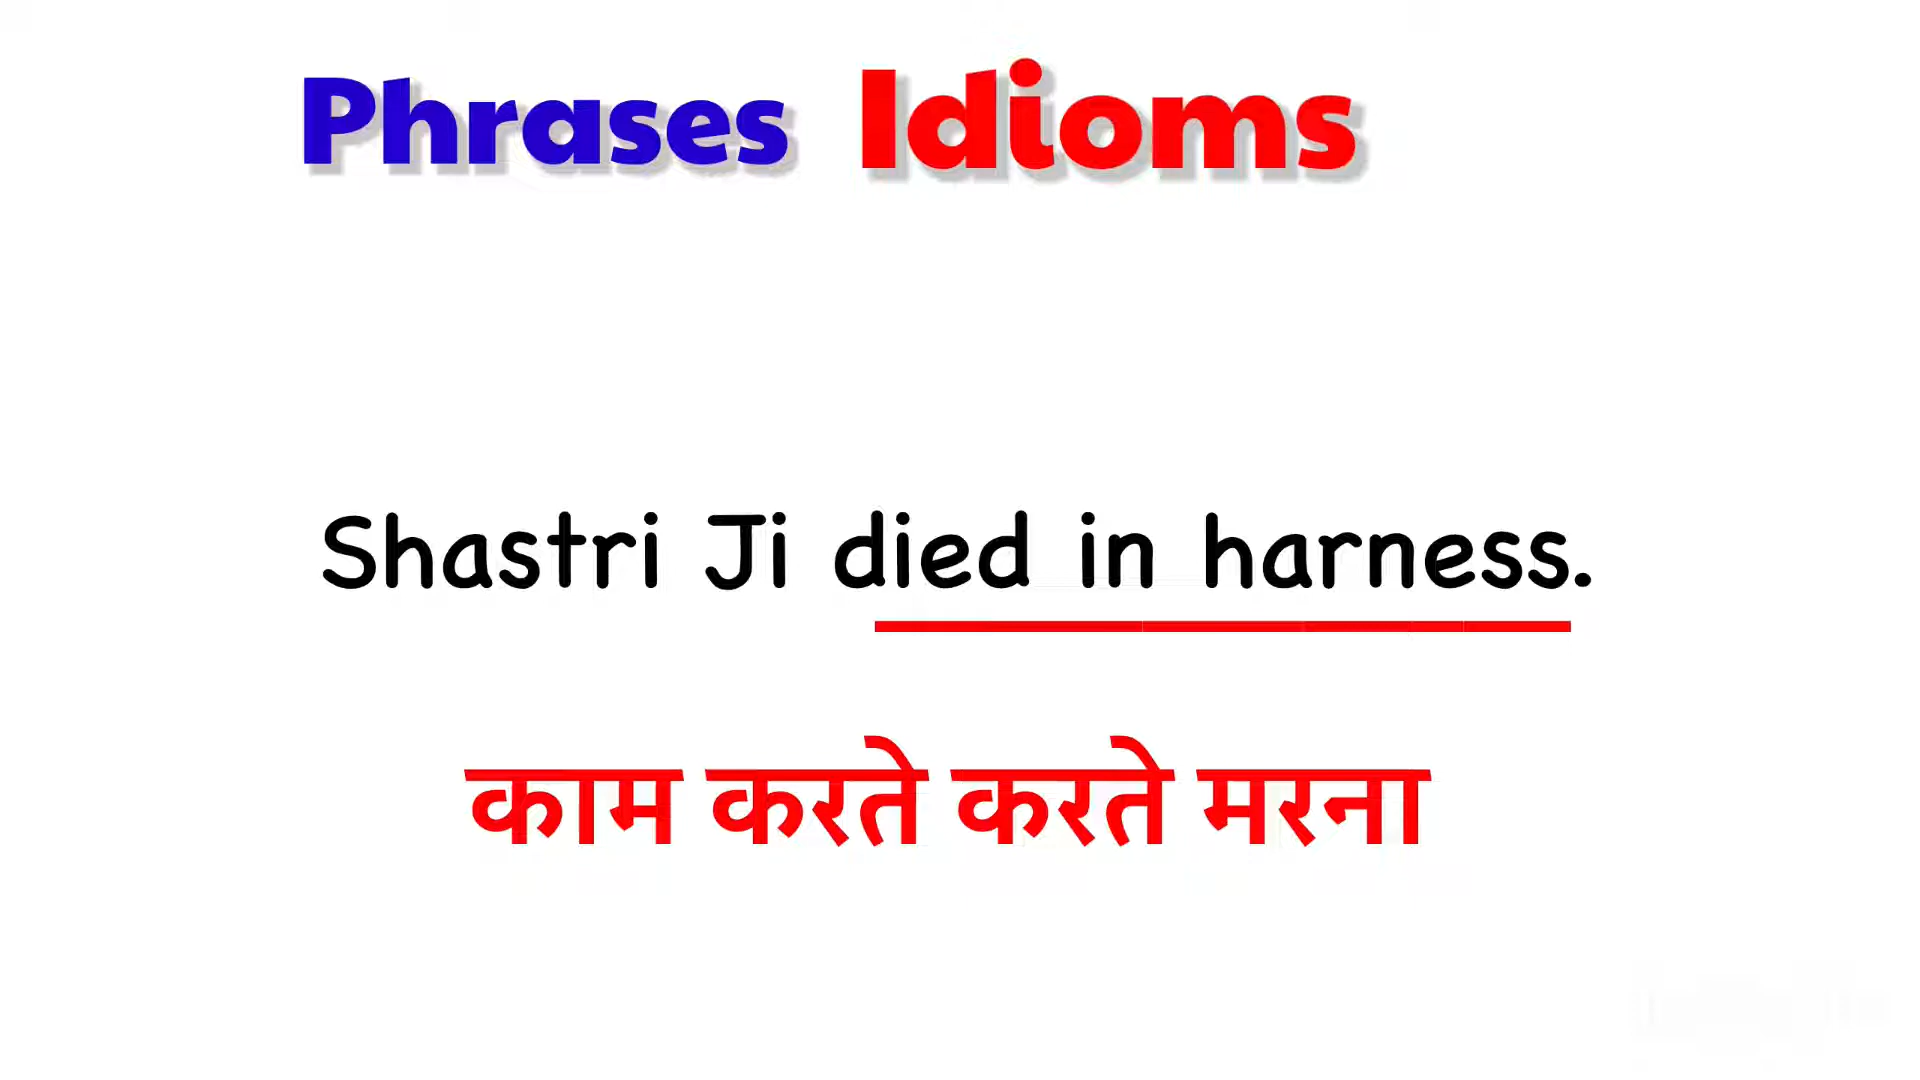 Phrases Idioms
Shastri Ji died in harness.
काम करते करते मरना